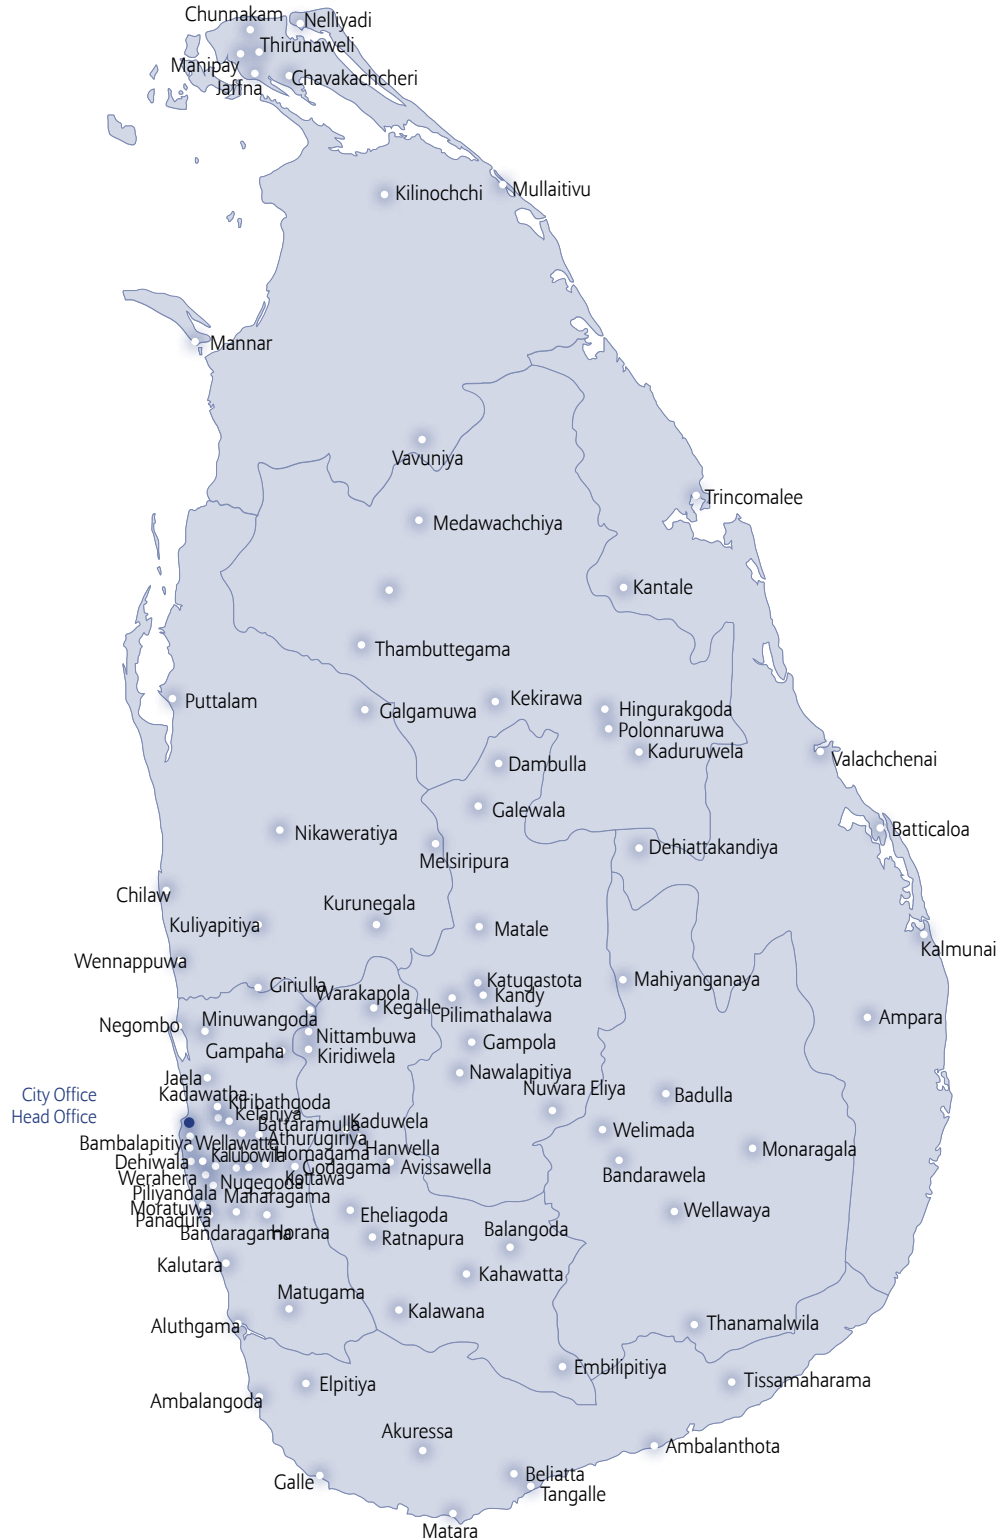 Chunnakam
Nelliyadi
Thirunaweli
Manipay
Chavakachcheri
Jaffna
Kilinochchi
Mullaitivu
Mannar
Vavuniya
Trincomalee
Medawachchiya
Kantale
Thambuttegama
Puttalam
Kekirawa
Galgamuwa
Hingurakgoda
Polonnaruwa
Kaduruwela
Valachchenai
Dambulla
Galewala
Batticaloa
Nikaweratiya
Dehiattakandiya
Melsiripura
Chilaw
Kurunegala
Kuliyapitiya
Matale
Kalmunai
Wennappuwa
Katugastota
Mahiyanganaya
Giriulla
Warakapola
Kandy
Kegalle
Pilimathalawa
Ampara
Negombo
Minuwangoda
Nittambuwa
Gampola
Gampaha
Kiridiwela
Nawalapitiya
Jaela
Nuwara Eliya
City Office
Kadawatha
Badulla
Kiribathgoda
Head Office
Kelaniya
Kaduwela
Battaramulla
Welimada
Athurugiriya
Bambalapitiya
Wellawatte
Hanwella
Monaragala
Kalubowila
Homagama
Dehiwala
Godagama
Avissawella
Bandarawela
Werahera
Nugegoda
Kottawa
Piliyandala
Maharagama
Moratuwa
Wellawaya
Panadura
Eheliagoda
Bandaragama
Horana
Ratnapura
Balangoda
Kalutara
Kahawatta
Matugama
Kalawana
Aluthgama
Thanamalwila
Embilipitiya
Elpitiya
Tissamaharama
Ambalangoda
Akuressa
Ambalanthota
Galle
Beliatta
Tangalle
Matara